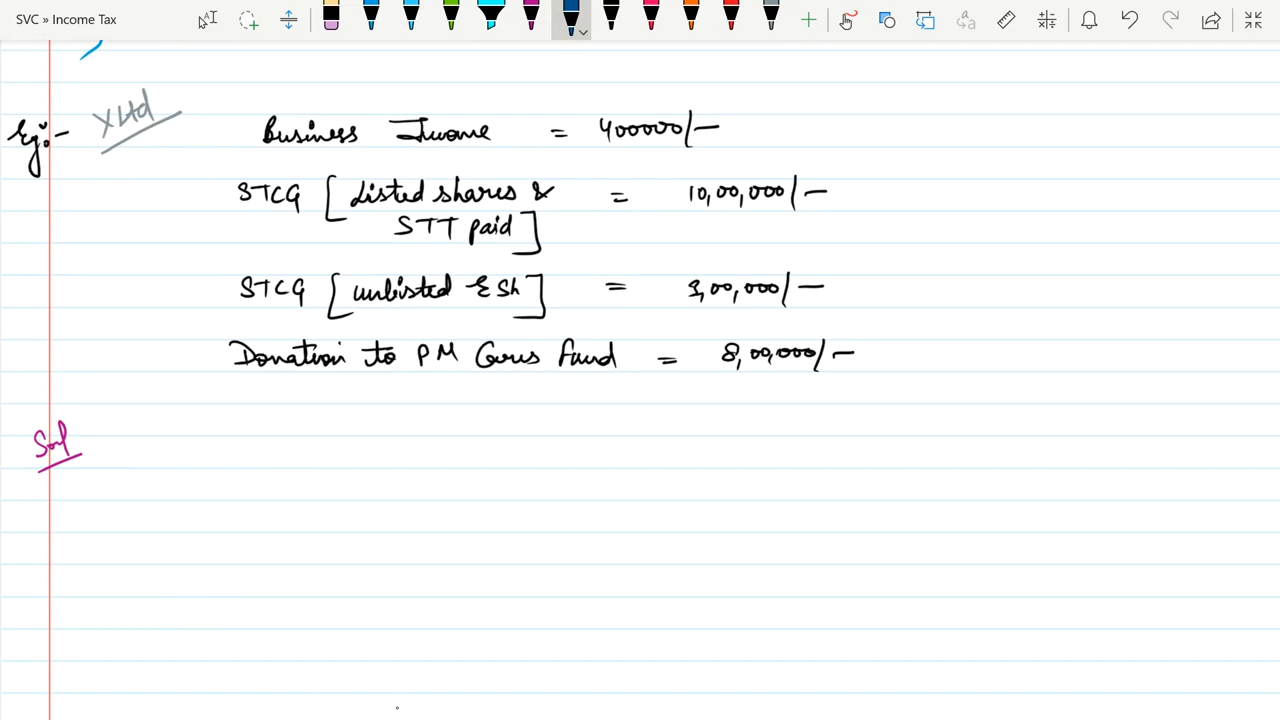 SVC » Income Tax
Eg:- X Ltd Business Income = 400000/-
STCG [Listed shares & = 10,00,000/-
STT paid]
STCG [unlisted E Sh] = 3,00,000/-
Donation to PM Cares Fund = 8,00,000/-
Sol